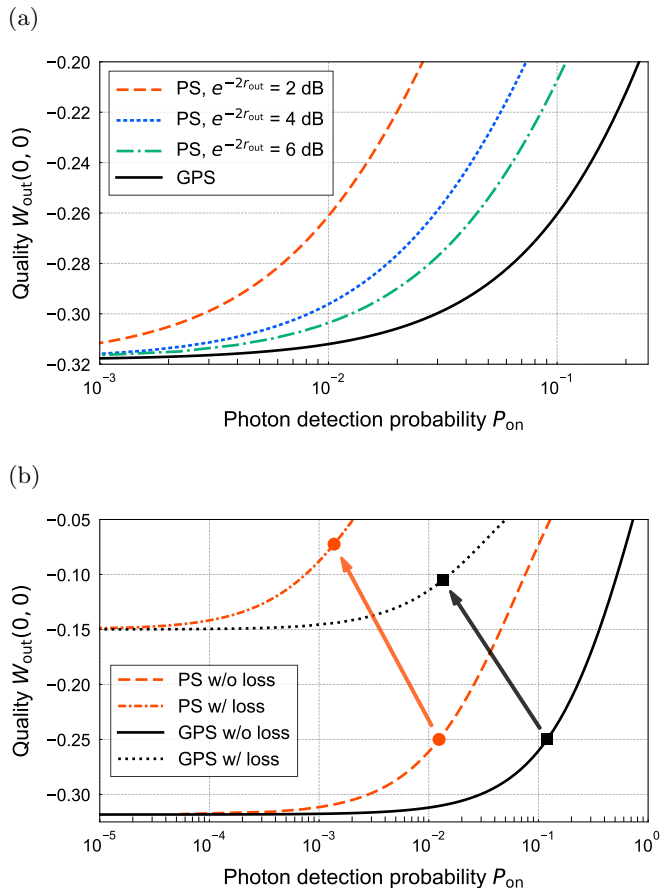 (a)
−0.20
−0.22
−0.24
−0.26
−0.28
−0.30
−0.32
Quality W_out(0, 0)
PS, e^{−2r_out} = 2 dB
PS, e^{−2r_out} = 4 dB
PS, e^{−2r_out} = 6 dB
GPS
10^{−3} 10^{−2} 10^{−1}
Photon detection probability P_on
(b)
−0.05
−0.10
−0.15
−0.20
−0.25
−0.30
Quality W_out(0, 0)
PS w/o loss
PS w/ loss
GPS w/o loss
GPS w/ loss
10^{−5} 10^{−4} 10^{−3} 10^{−2} 10^{−1} 10^{0}
Photon detection probability P_on